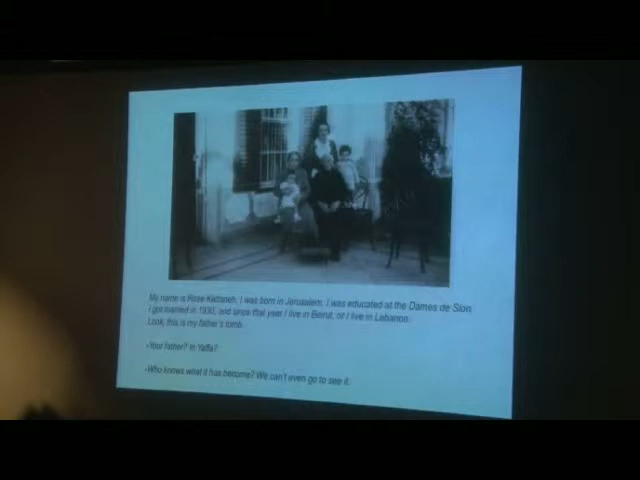 My name is Rose Kattaneh. I was born in Jerusalem. I was educated at the Dames de Sion.
I got married in 1930, and since that year I live in Beirut, or I live in Lebanon.
Look, this is my father's tomb.
-Your father? In Yaffa?
-Who knows what it has become? We can't even go to see it.